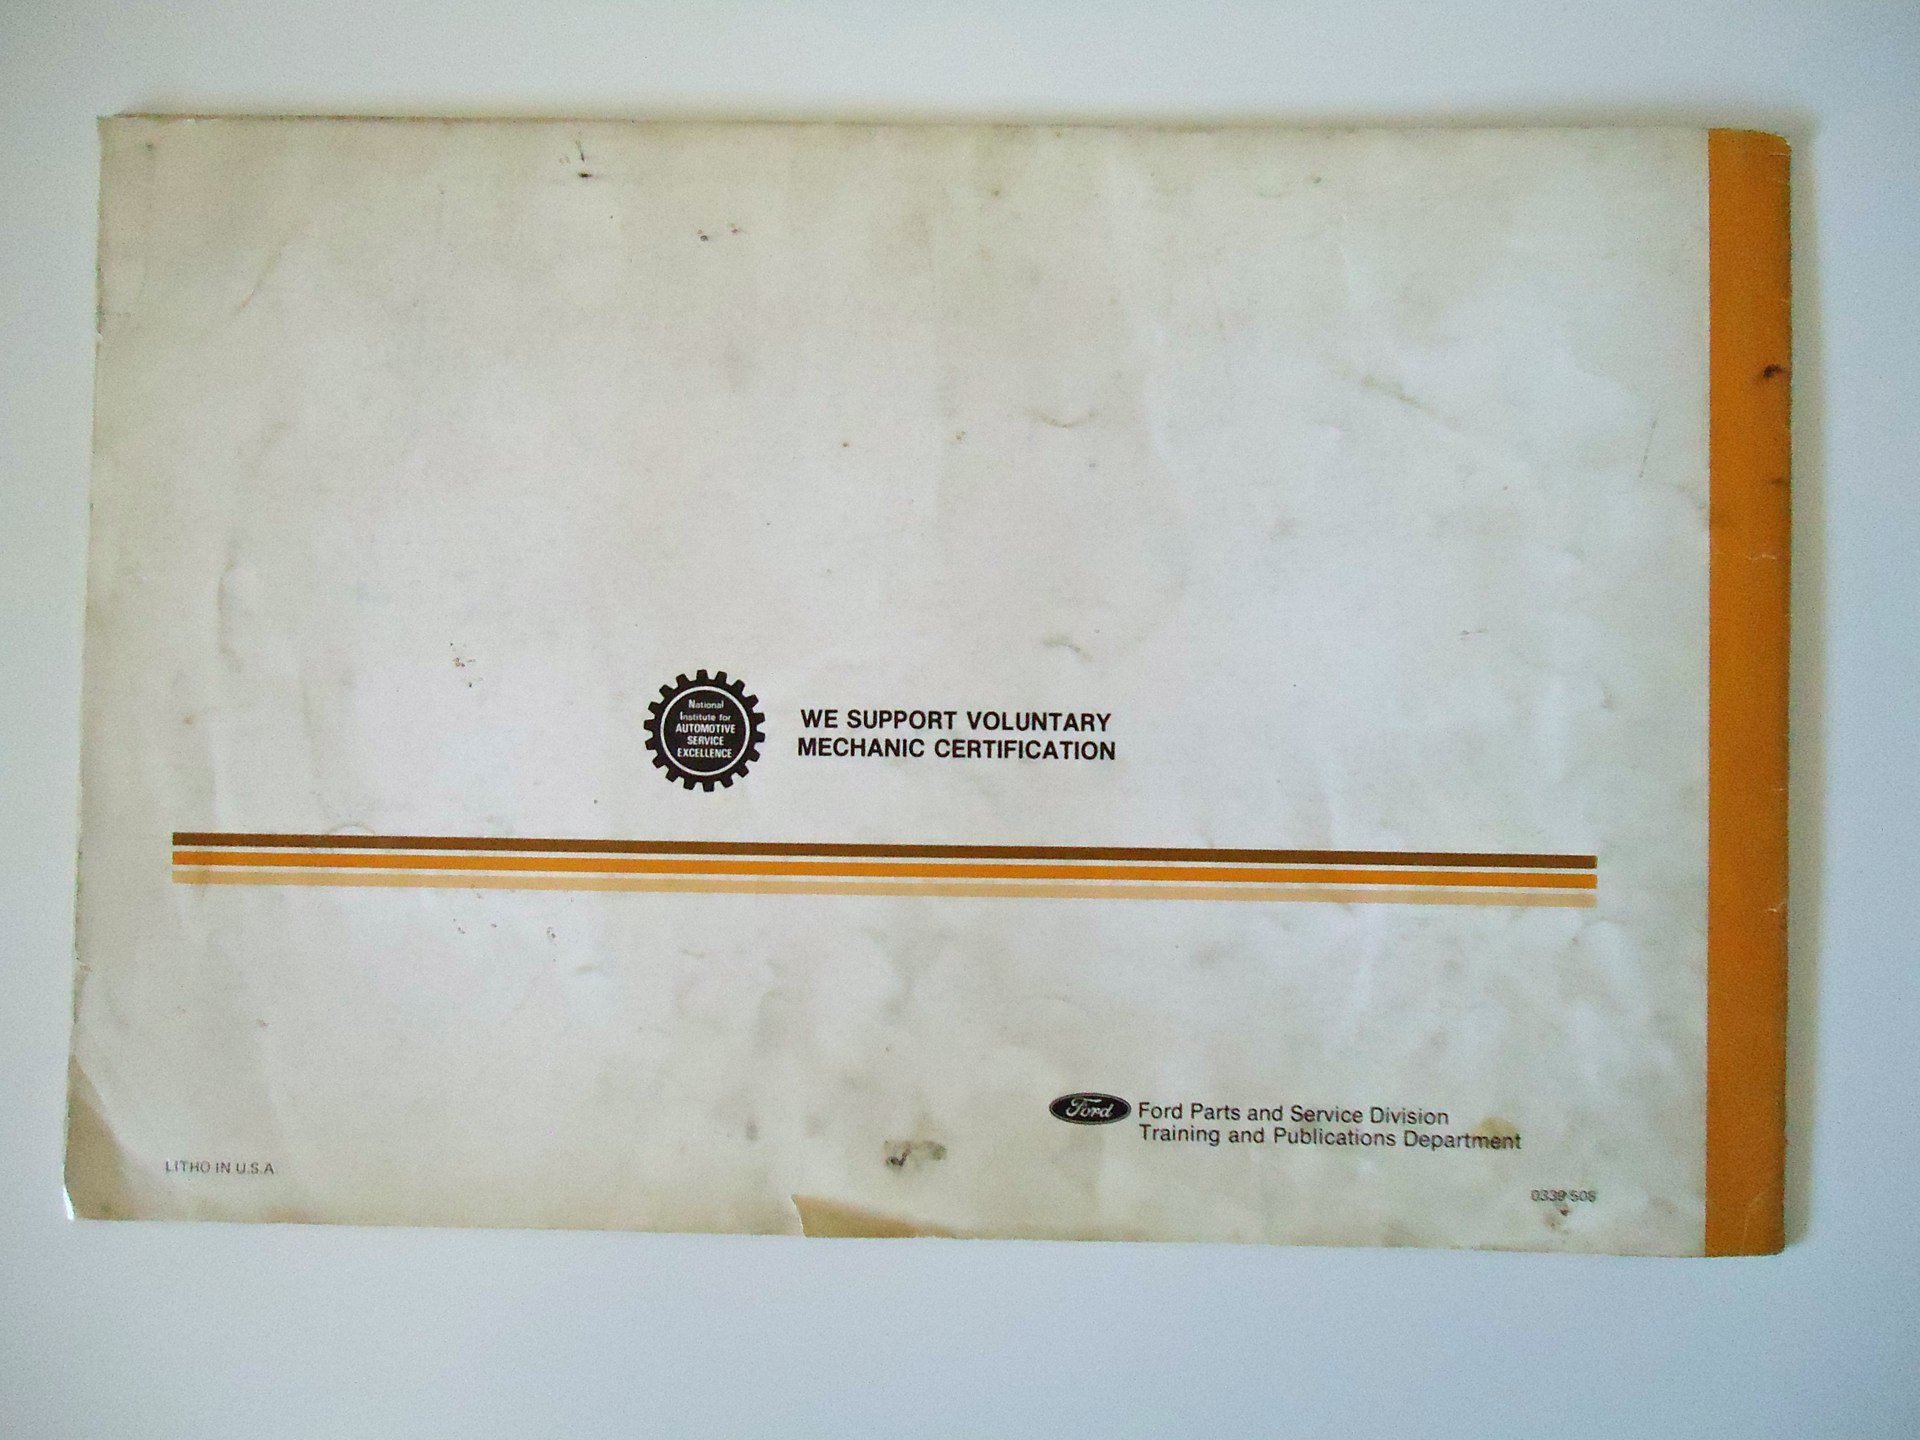 National
Institute for
AUTOMOTIVE
SERVICE
EXCELLENCE
WE SUPPORT VOLUNTARY
MECHANIC CERTIFICATION
Ford
Ford Parts and Service Division
Training and Publications Department
LITHO IN U.S.A